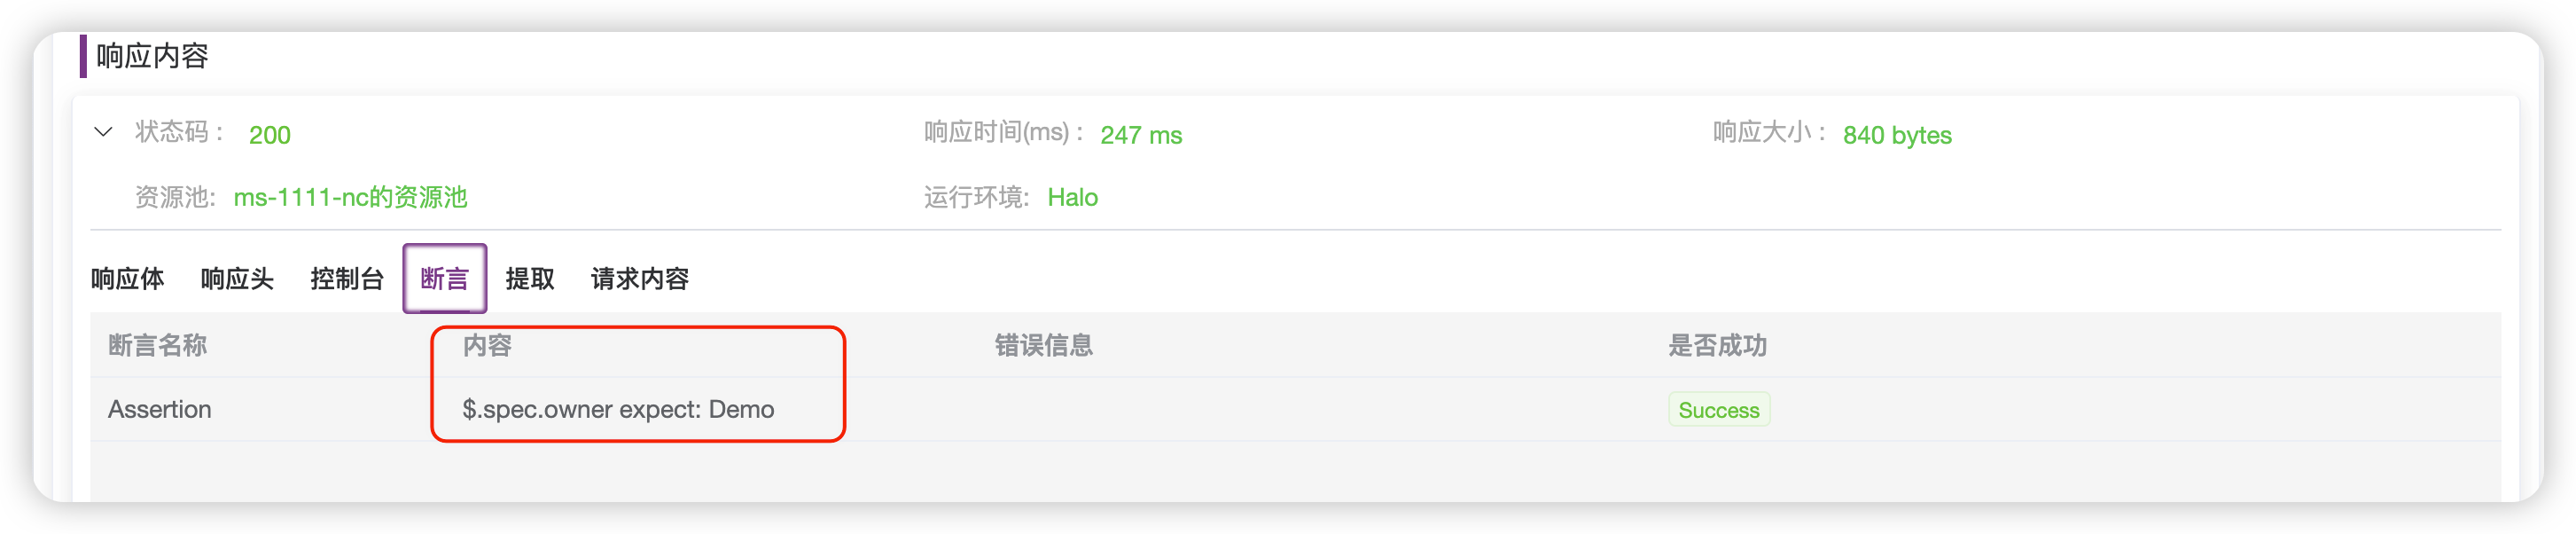 响应内容
状态码： 200 响应时间(ms)： 247 ms 响应大小： 840 bytes
资源池: ms-1111-nc的资源池 运行环境: Halo
响应体 响应头 控制台 断言 提取 请求内容
断言名称 内容 错误信息 是否成功
Assertion $.spec.owner expect: Demo Success